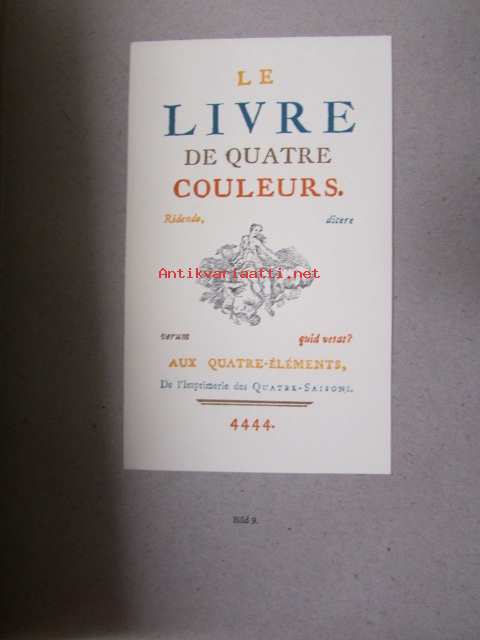 LE
LIVRE
DE QUATRE
COULEURS.
Ridendo, dicere
Antikvariaatti.net
verum quid vetat?
AUX QUATRE-ÉLÉMENTS,
De l'Imprimerie des QUATRE-SAISONS.
4444.
Bild 9.